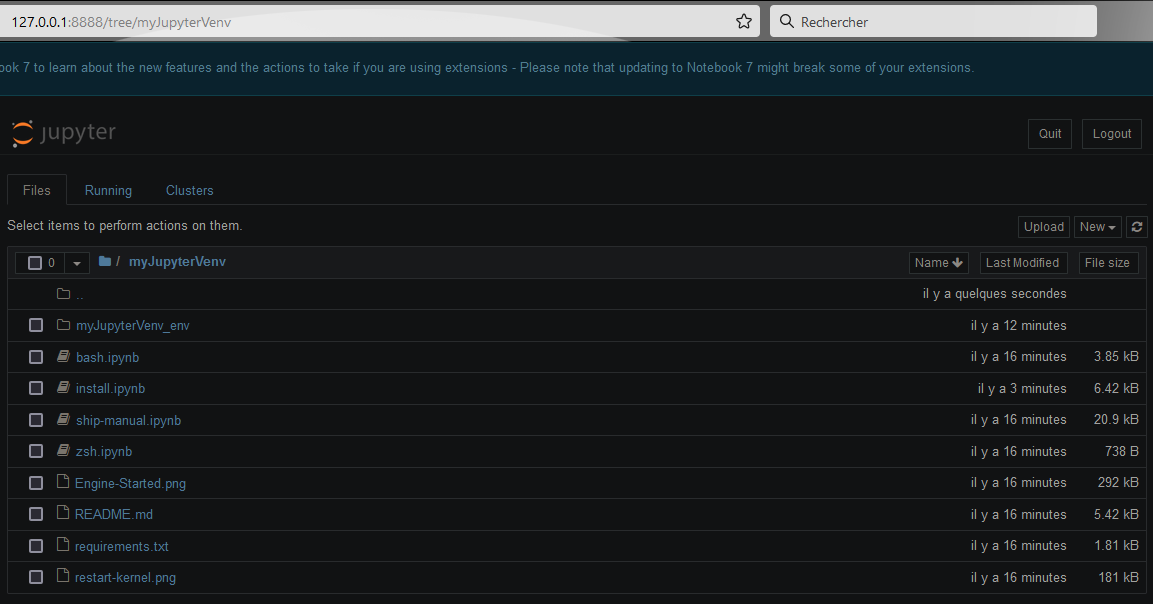 127.0.0.1:8888/tree/myJupyterVenv Rechercher
ook 7 to learn about the new features and the actions to take if you are using extensions - Please note that updating to Notebook 7 might break some of your extensions.
jupyter Quit Logout
Files Running Clusters
Select items to perform actions on them. Upload New
0 / myJupyterVenv Name Last Modified File size
.. il y a quelques secondes
myJupyterVenv_env il y a 12 minutes
bash.ipynb il y a 16 minutes 3.85 kB
install.ipynb il y a 3 minutes 6.42 kB
ship-manual.ipynb il y a 16 minutes 20.9 kB
zsh.ipynb il y a 16 minutes 738 B
Engine-Started.png il y a 16 minutes 292 kB
README.md il y a 16 minutes 5.42 kB
requirements.txt il y a 16 minutes 1.81 kB
restart-kernel.png il y a 16 minutes 181 kB